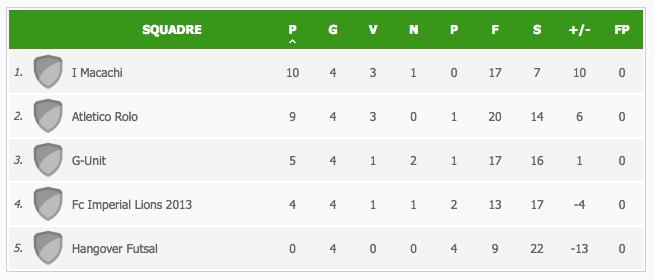 SQUADRE P G V N P F S +/- FP
1. I Macachi 10 4 3 1 0 17 7 10 0
2. Atletico Rolo 9 4 3 0 1 20 14 6 0
3. G-Unit 5 4 1 2 1 17 16 1 0
4. Fc Imperial Lions 2013 4 4 1 1 2 13 17 -4 0
5. Hangover Futsal 0 4 0 0 4 9 22 -13 0